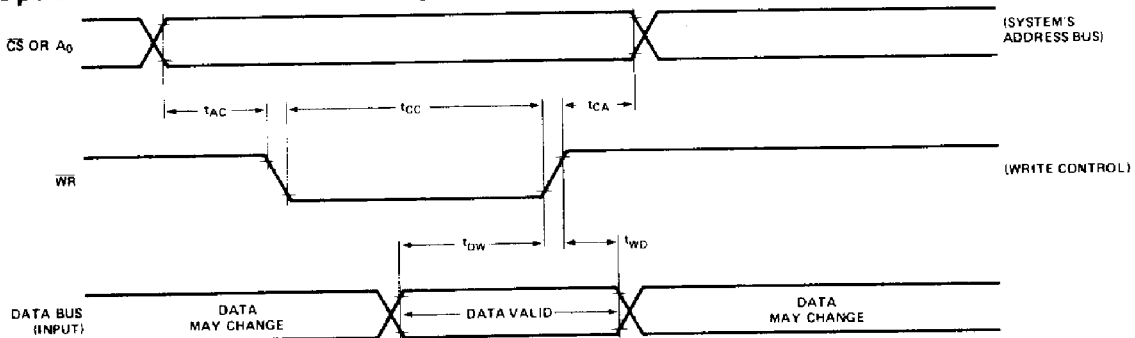 CS OR A0
(SYSTEM'S
ADDRESS BUS)
tAC
tCC
tCA
WR
(WRITE CONTROL)
tDW
tWD
DATA BUS
(INPUT)
DATA
MAY CHANGE
DATA VALID
DATA
MAY CHANGE